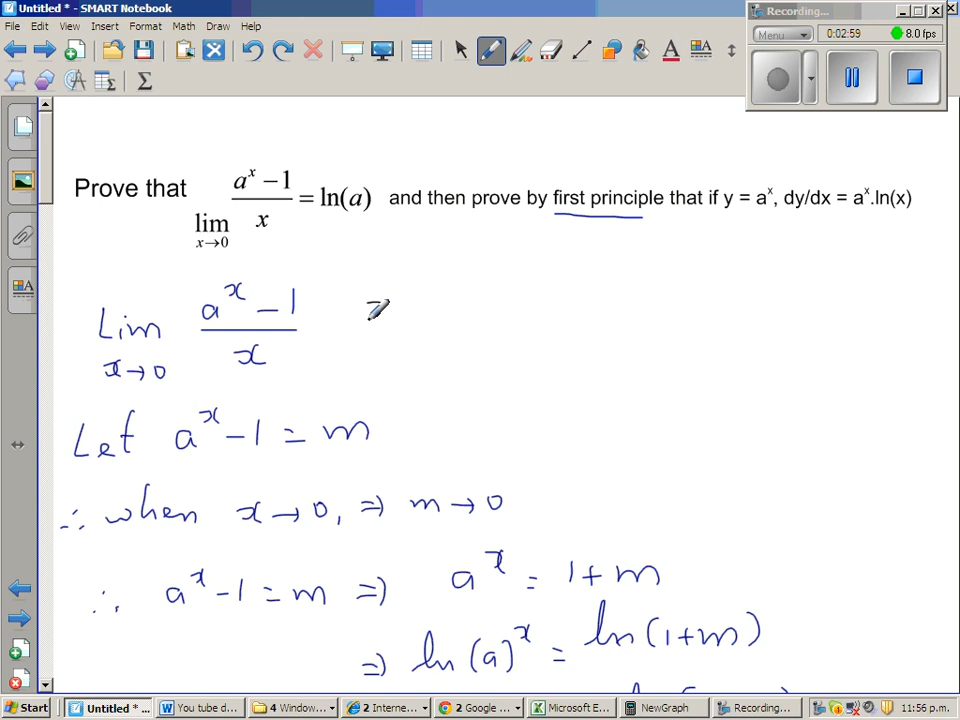 Untitled * - SMART Notebook
Recording...
File Edit View Insert Format Math Draw Help
Menu 0:02:59 8.0 fps
Prove that lim x→0 a^x − 1 / x = ln(a) and then prove by first principle that if y = a^x, dy/dx = a^x.ln(x)
Lim x→0 a^x − 1 / x
Let a^x − 1 = m
∴ when x → 0, ⇒ m → 0
∴ a^x − 1 = m ⇒ a^x = 1 + m
⇒ ln(a)^x = ln(1+m)
Start Untitled * ... You tube d... 4 Window... 2 Interne... 2 Google ... Microsoft E... NewGraph Recording... 11:56 p.m.